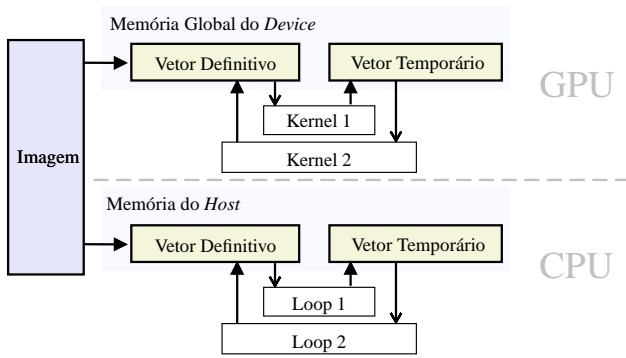 Memória Global do Device
Vetor Definitivo
Vetor Temporário
GPU
Kernel 1
Imagem
Kernel 2
Memória do Host
Vetor Definitivo
Vetor Temporário
CPU
Loop 1
Loop 2